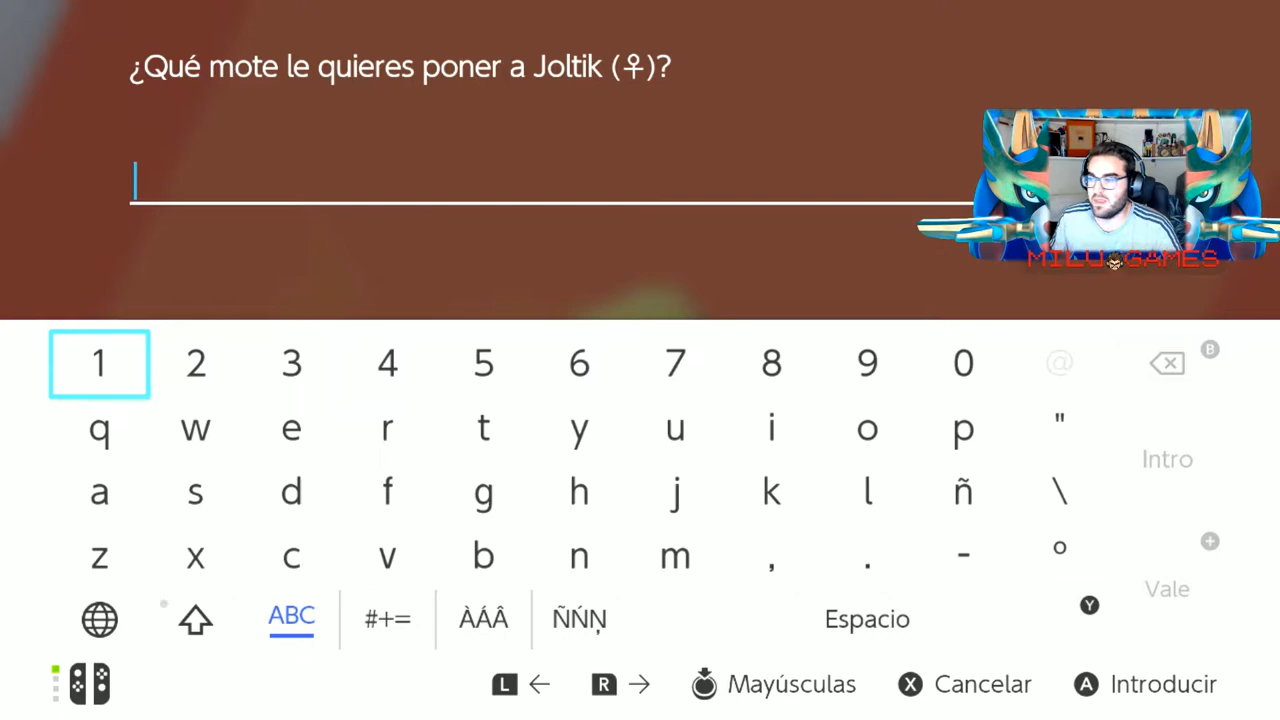 ¿Qué mote le quieres poner a Joltik (♀)?
MILU GAMES
1 2 3 4 5 6 7 8 9 0 @ B
q w e r t y u i o p "
Intro
a s d f g h j k l ñ \
z x c v b n m , . - º
+
Vale
ABC #+= ÀÁÂ ÑŃŅ Espacio Y
L ← R → Mayúsculas X Cancelar A Introducir